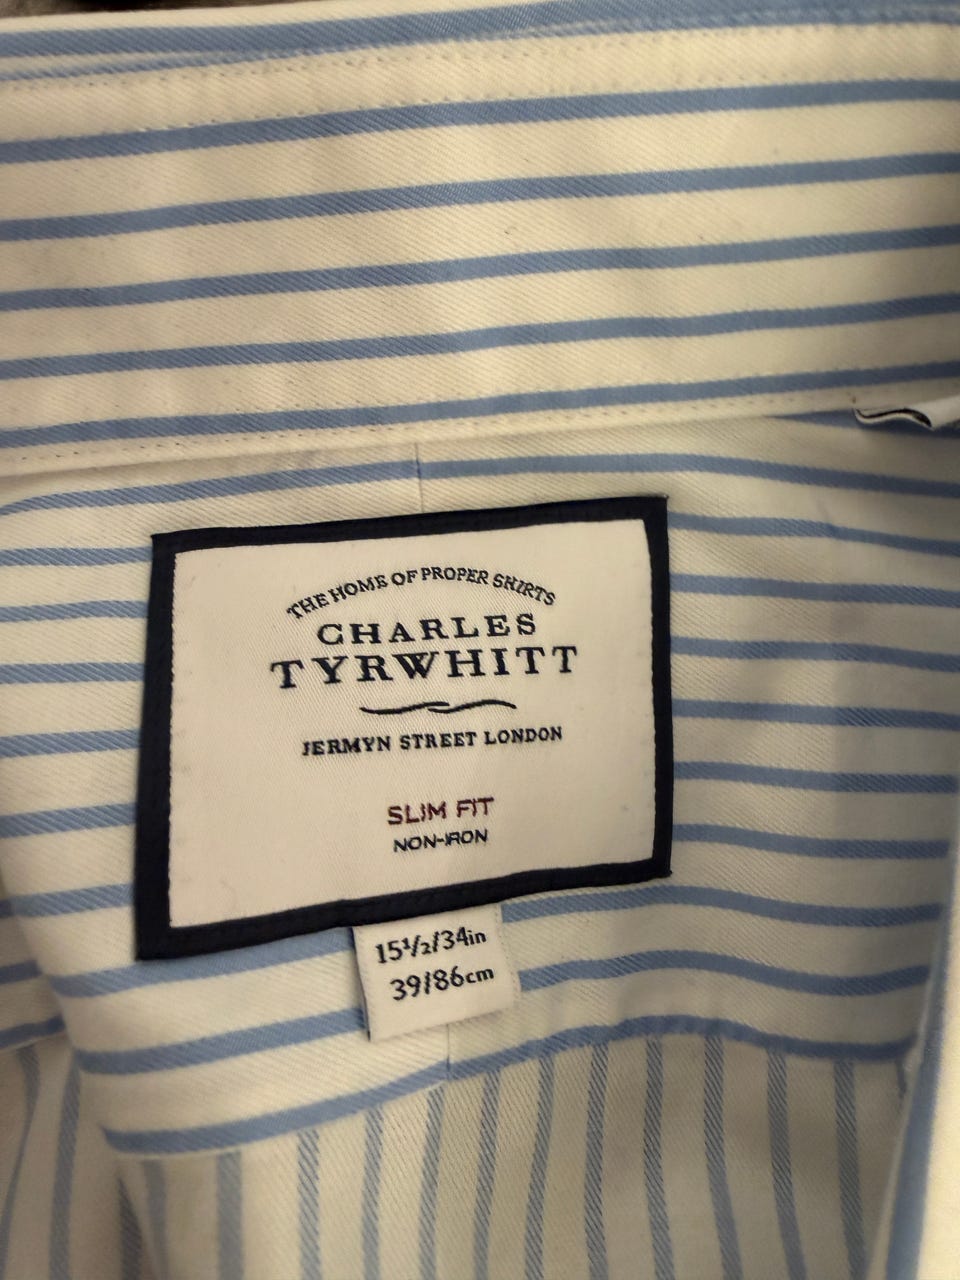 THE HOME OF PROPER SHIRTS
CHARLES
TYRWHITT
JERMYN STREET LONDON
SLIM FIT
NON-IRON
15½/34in
39/86cm